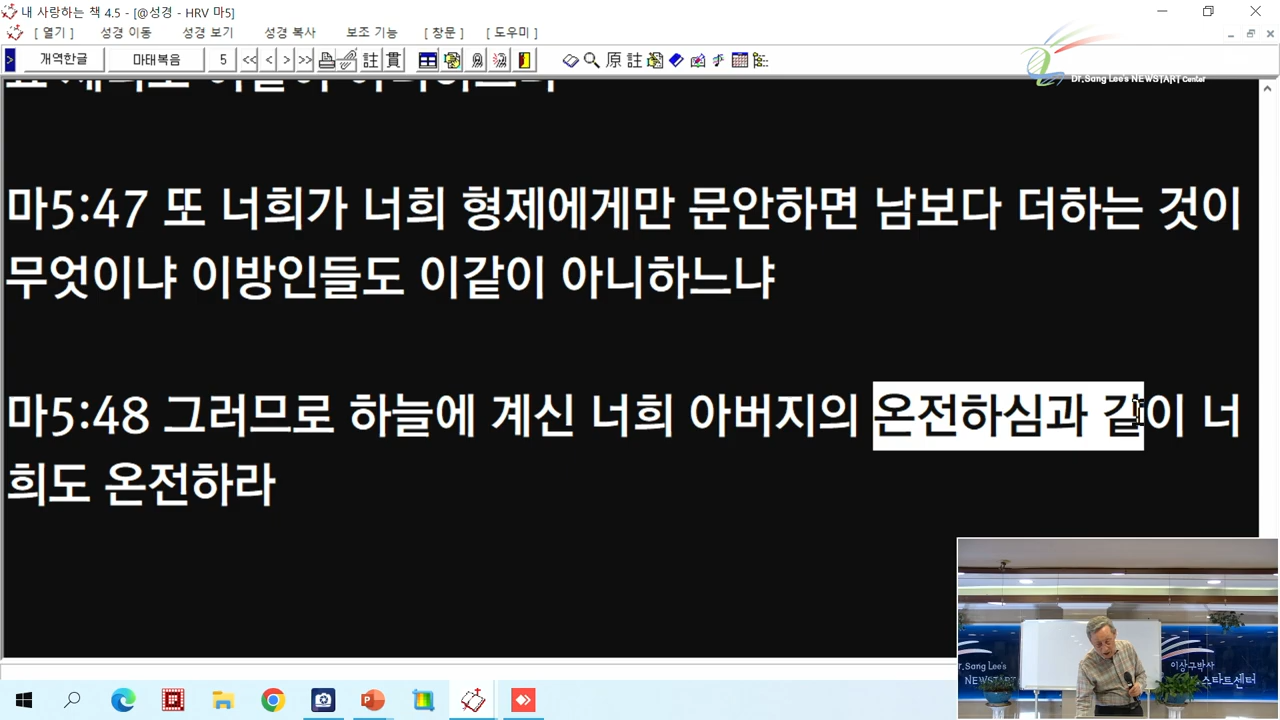 내 사랑하는 책 4.5 - [@성경 - HRV 마5]
[ 열기 ] 성경 이동 성경 보기 성경 복사 보조 기능 [ 창문 ] [ 도우미 ]
> 개역한글 마태복음 5 << < > >> 註 貫 原 註
Dr.Sang Lee's NEWSTART Center
마5:47 또 너희가 너희 형제에게만 문안하면 남보다 더하는 것이
무엇이냐 이방인들도 이같이 아니하느냐
마5:48 그러므로 하늘에 계신 너희 아버지의 온전하심과 같이 너
희도 온전하라
r.Sang Lee's
NEWSTART
이상구박사
스타트센터